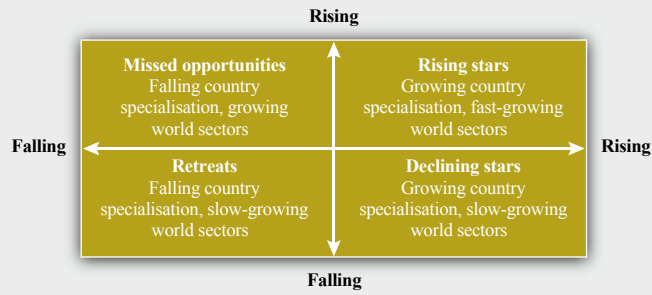 Rising
Missed opportunities
Falling country
specialisation, growing
world sectors
Rising stars
Growing country
specialisation, fast-growing
world sectors
Falling
Rising
Retreats
Falling country
specialisation, slow-growing
world sectors
Declining stars
Growing country
specialisation, slow-growing
world sectors
Falling